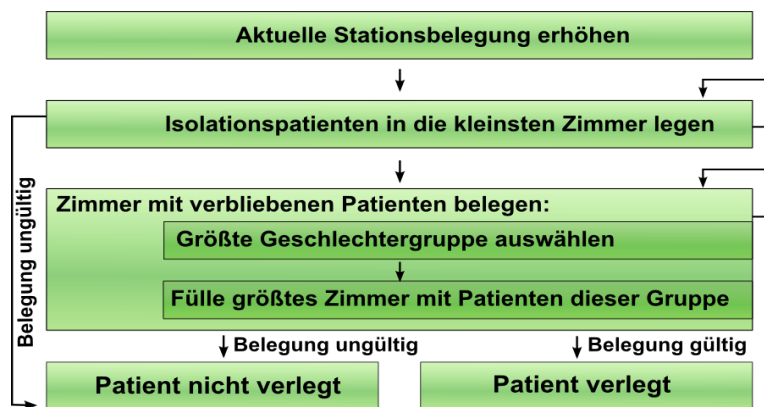 Aktuelle Stationsbelegung erhöhen
Isolationspatienten in die kleinsten Zimmer legen
Belegung ungültig
Zimmer mit verbliebenen Patienten belegen:
Größte Geschlechtergruppe auswählen
Fülle größtes Zimmer mit Patienten dieser Gruppe
Belegung ungültig
Belegung gültig
Patient nicht verlegt
Patient verlegt